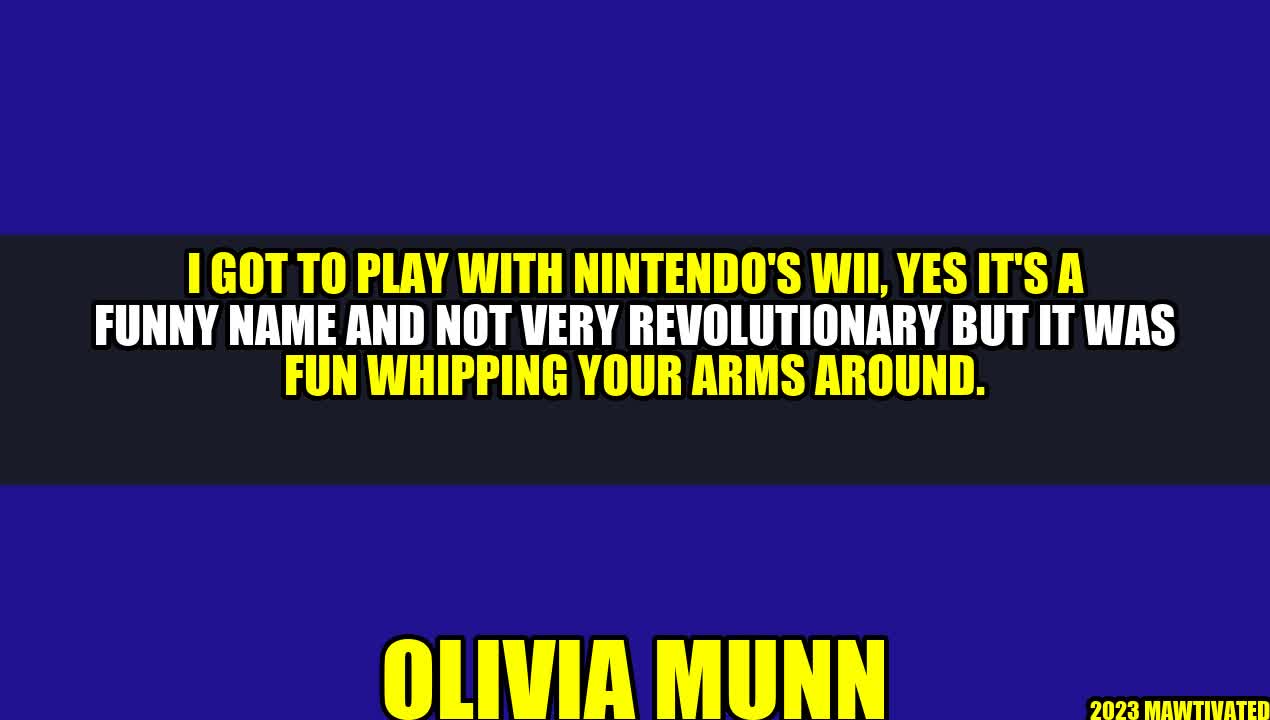 I GOT TO PLAY WITH NINTENDO'S WII, YES IT'S A
FUNNY NAME AND NOT VERY REVOLUTIONARY BUT IT WAS
FUN WHIPPING YOUR ARMS AROUND.
OLIVIA MUNN
2023 MAWTIVATED